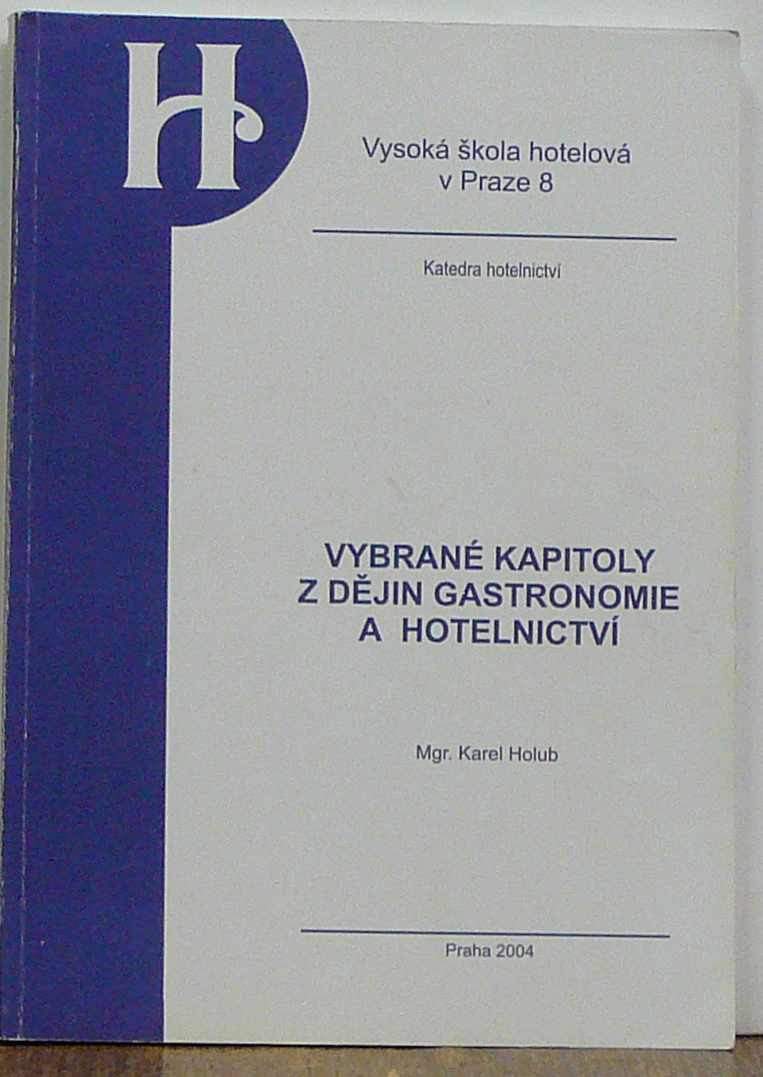 H
Vysoká škola hotelová
v Praze 8
Katedra hotelnictví
VYBRANÉ KAPITOLY
Z DĚJIN GASTRONOMIE
A HOTELNICTVÍ
Mgr. Karel Holub
Praha 2004